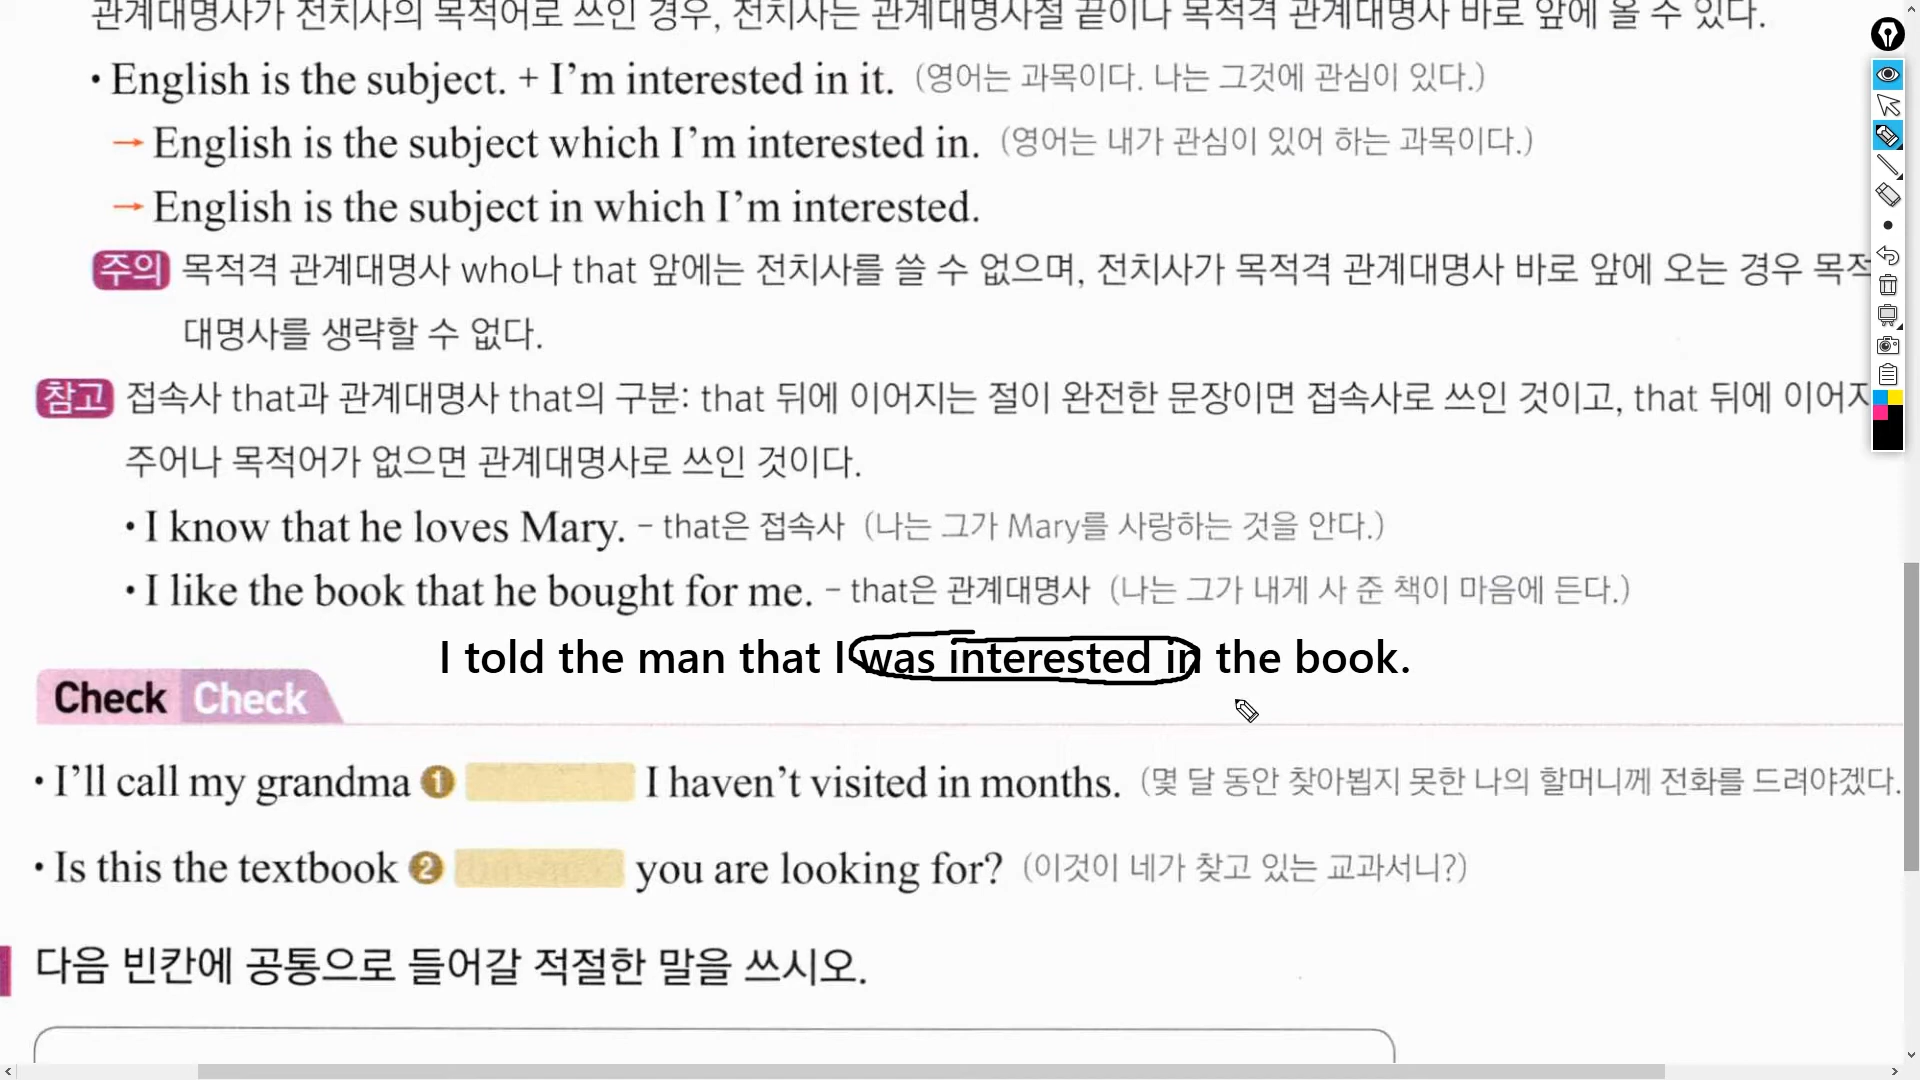 관계대명사가 전치사의 목적어로 쓰인 경우, 전치사는 관계대명사절 끝이나 목적격 관계대명사 바로 앞에 올 수 있다.
• English is the subject. + I’m interested in it. (영어는 과목이다. 나는 그것에 관심이 있다.)
→ English is the subject which I’m interested in. (영어는 내가 관심이 있어 하는 과목이다.)
→ English is the subject in which I’m interested.
주의 목적격 관계대명사 who나 that 앞에는 전치사를 쓸 수 없으며, 전치사가 목적격 관계대명사 바로 앞에 오는 경우 목적
대명사를 생략할 수 없다.
참고 접속사 that과 관계대명사 that의 구분: that 뒤에 이어지는 절이 완전한 문장이면 접속사로 쓰인 것이고, that 뒤에 이어지
주어나 목적어가 없으면 관계대명사로 쓰인 것이다.
• I know that he loves Mary. – that은 접속사 (나는 그가 Mary를 사랑하는 것을 안다.)
• I like the book that he bought for me. – that은 관계대명사 (나는 그가 내게 사 준 책이 마음에 든다.)
I told the man that I was interested in the book.
Check Check
• I’ll call my grandma 1 I haven’t visited in months. (몇 달 동안 찾아뵙지 못한 나의 할머니께 전화를 드려야겠다.
• Is this the textbook 2 you are looking for? (이것이 네가 찾고 있는 교과서니?)
다음 빈칸에 공통으로 들어갈 적절한 말을 쓰시오.